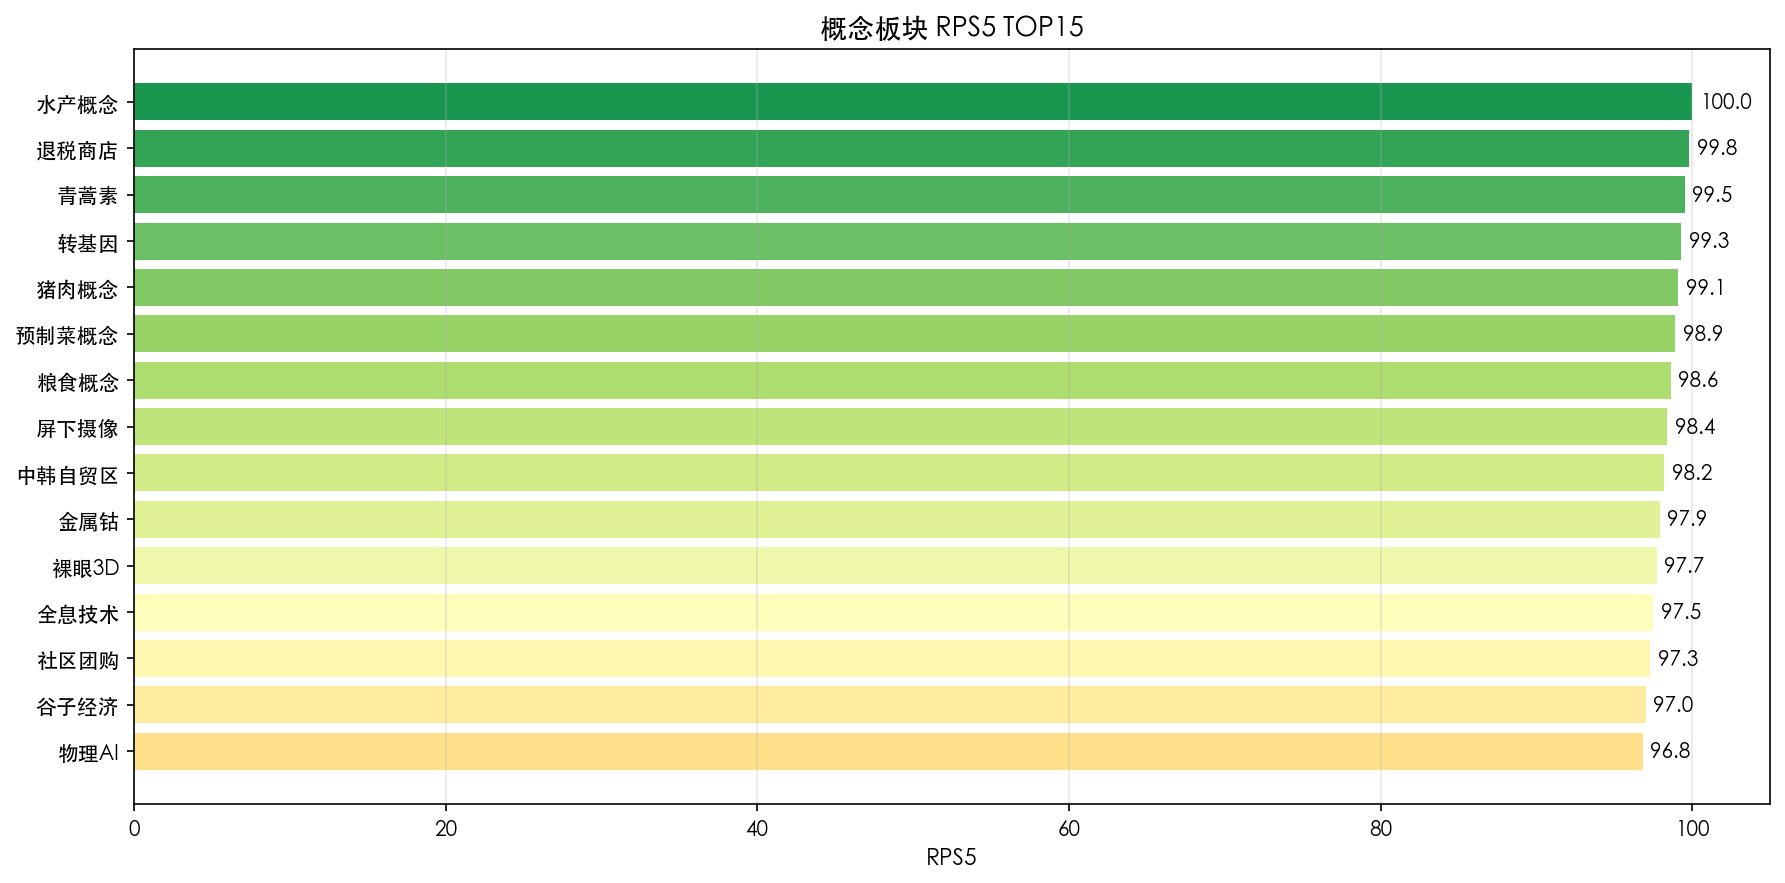 概念板块 RPS5 TOP15
水产概念 100.0
退税商店 99.8
青蒿素 99.5
转基因 99.3
猪肉概念 99.1
预制菜概念 98.9
粮食概念 98.6
屏下摄像 98.4
中韩自贸区 98.2
金属钴 97.9
裸眼3D 97.7
全息技术 97.5
社区团购 97.3
谷子经济 97.0
物理AI 96.8
0 20 40 60 80 100
RPS5